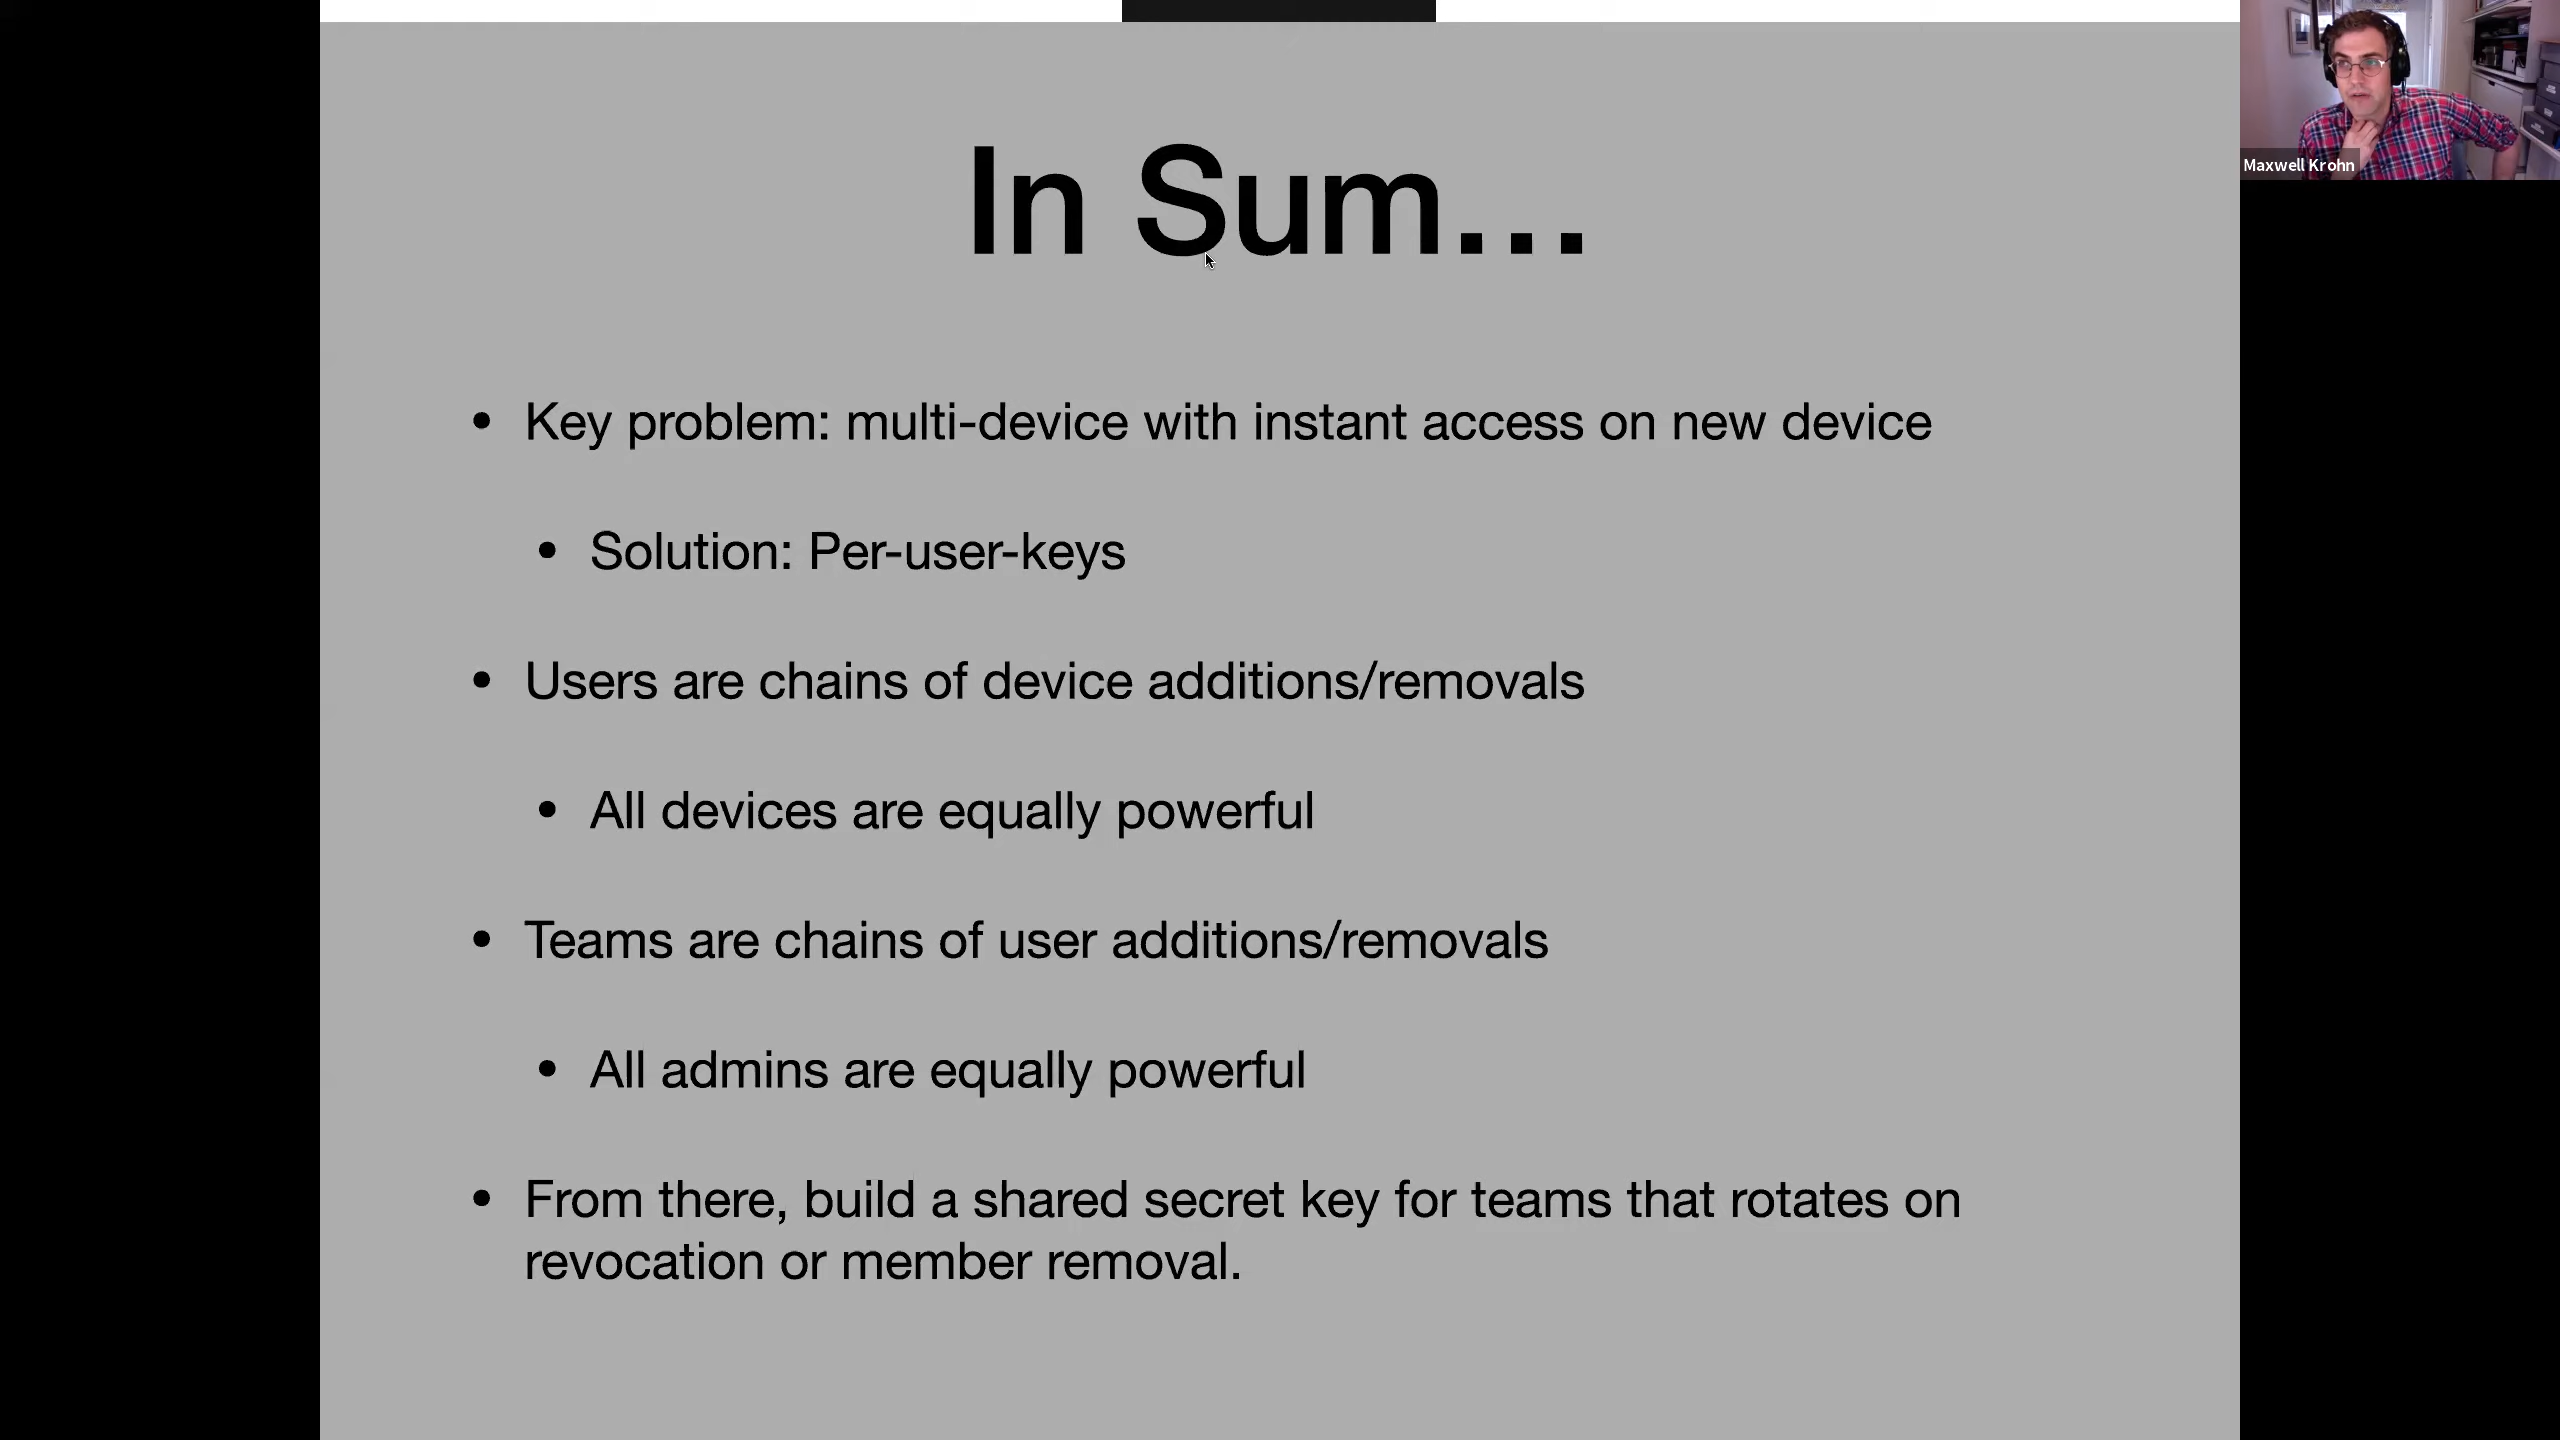 In Sum...
• Key problem: multi-device with instant access on new device
• Solution: Per-user-keys
• Users are chains of device additions/removals
• All devices are equally powerful
• Teams are chains of user additions/removals
• All admins are equally powerful
• From there, build a shared secret key for teams that rotates on
revocation or member removal.
Maxwell Krohn